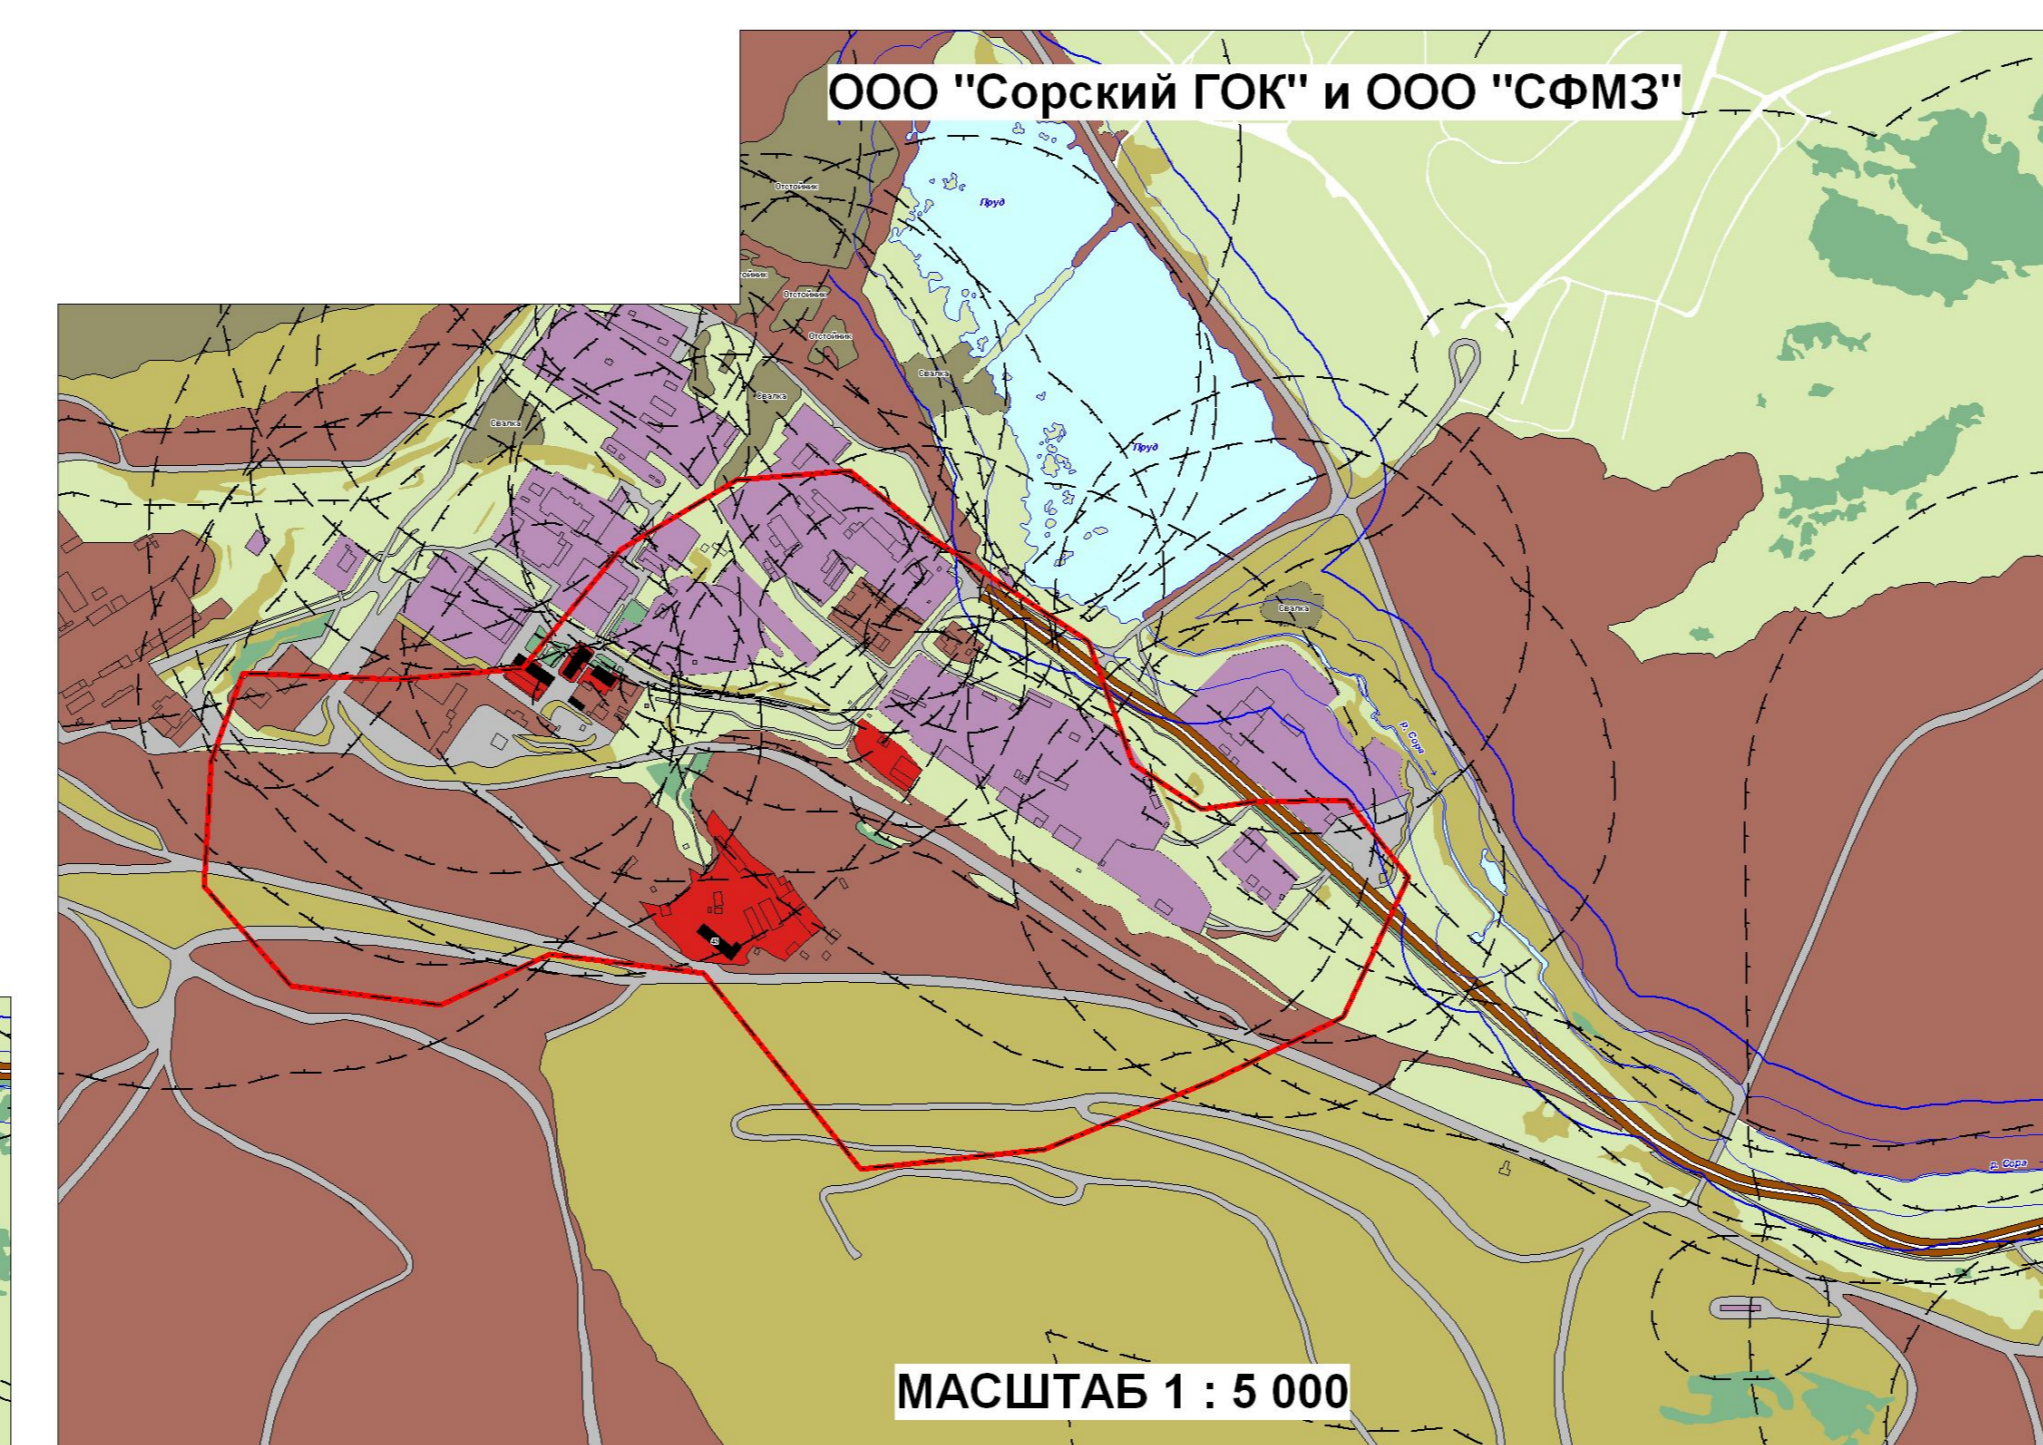 ООО "Сорский ГОК" и ООО "СФМЗ"
Отстойник
Пруд
Отстойник
Отстойник
Свалка
Свалка
Свалка
Пруд
Свалка
р. Сора
р. Сора
МАСШТАБ 1 : 5 000